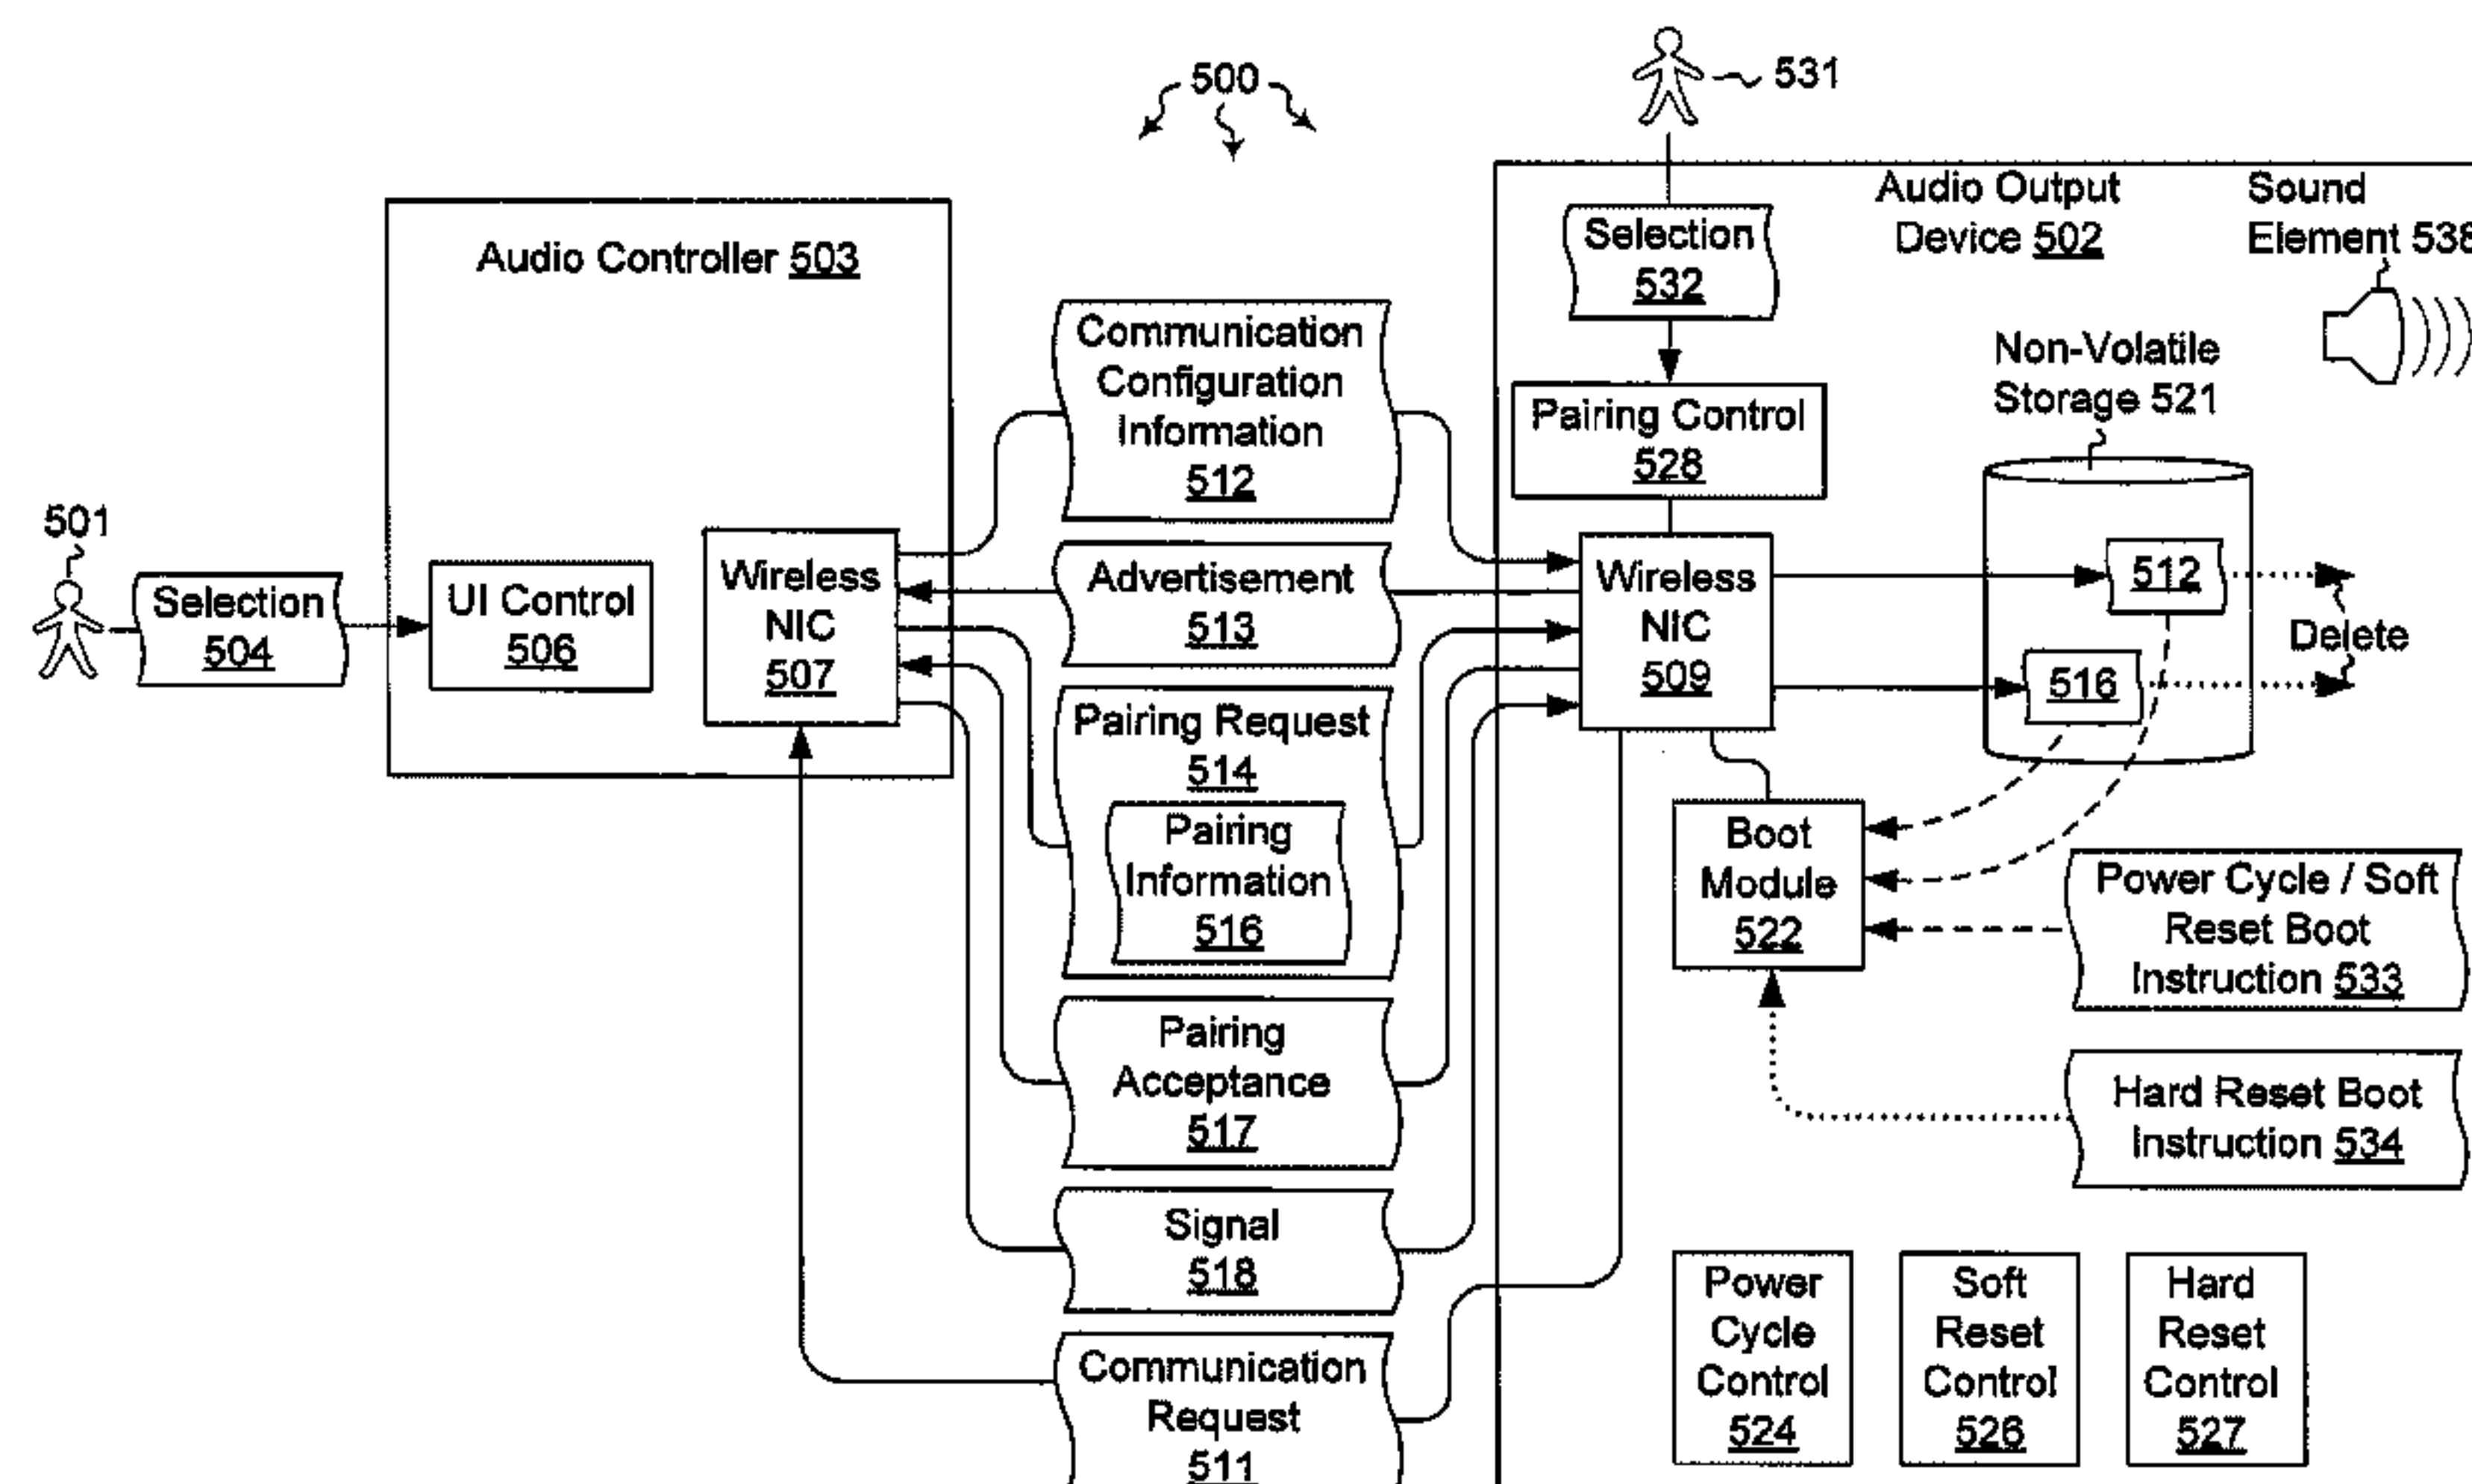 500
531
Audio Controller 503
501
Selection
504
UI Control
506
Wireless
NIC
507
Communication
Configuration
Information
512
Advertisement
513
Pairing Request
514
Pairing
Information
516
Pairing
Acceptance
517
Signal
518
Communication
Request
511
Audio Output
Device 502
Sound
Element 538
Selection
532
Pairing Control
528
Non-Volatile
Storage 521
Wireless
NIC
509
512
516
Delete
Boot
Module
522
Power Cycle / Soft
Reset Boot
Instruction 533
Hard Reset Boot
Instruction 534
Power
Cycle
Control
524
Soft
Reset
Control
526
Hard
Reset
Control
527